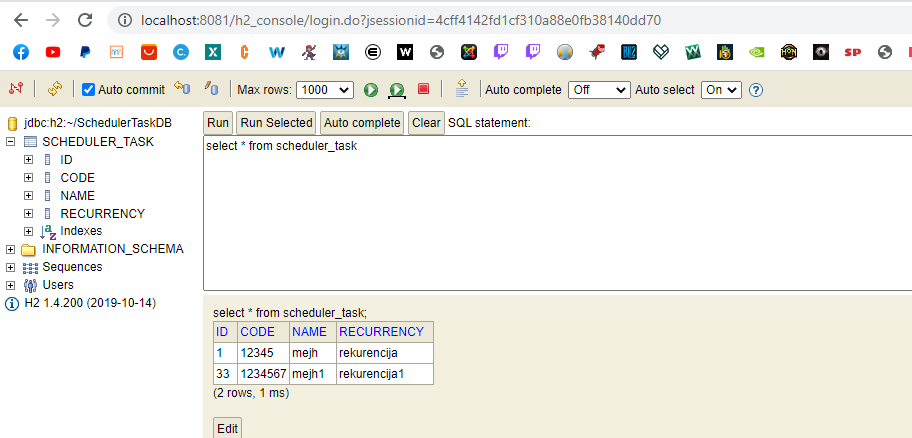 localhost:8081/h2_console/login.do?jsessionid=4cff4142fd1cf310a88e0fb38140dd70
Auto commit Max rows: 1000 Auto complete Off Auto select On
jdbc:h2:~/SchedulerTaskDB
SCHEDULER_TASK
ID
CODE
NAME
RECURRENCY
Indexes
INFORMATION_SCHEMA
Sequences
Users
H2 1.4.200 (2019-10-14)
Run Run Selected Auto complete Clear SQL statement:
select * from scheduler_task
select * from scheduler_task;
ID CODE NAME RECURRENCY
1 12345 mejh rekurencija
33 1234567 mejh1 rekurencija1
(2 rows, 1 ms)
Edit